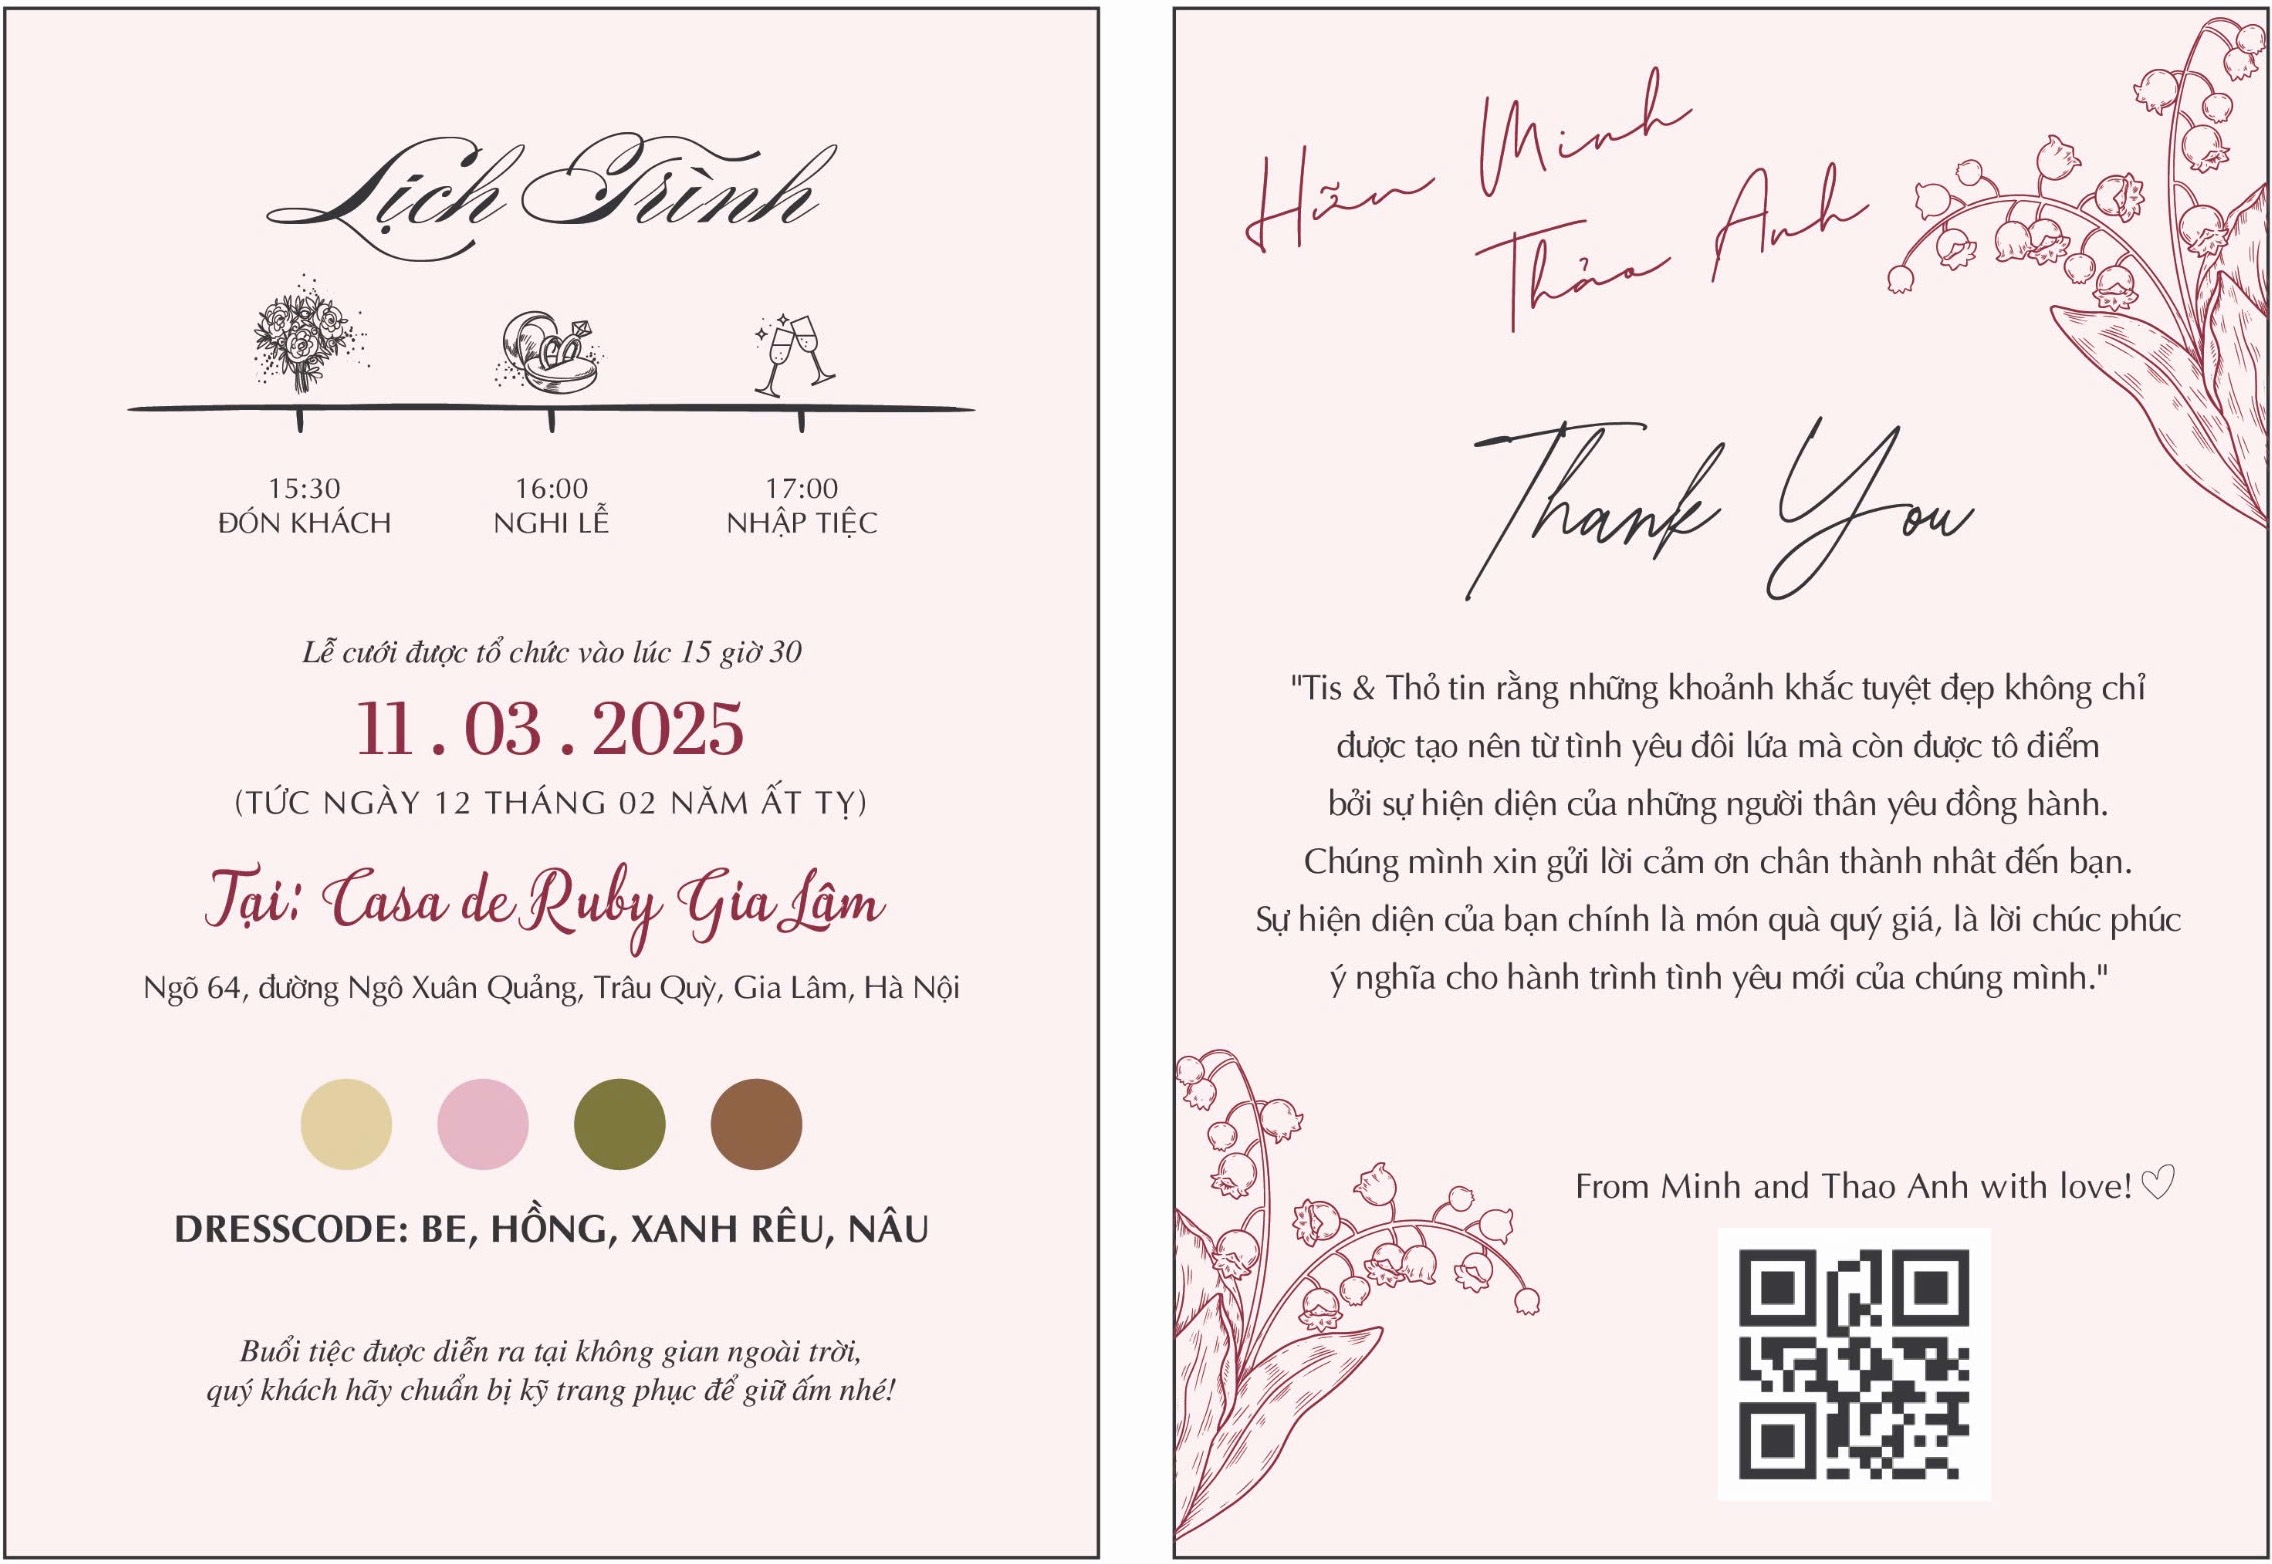 Lịch Trình
15:30
ĐÓN KHÁCH
16:00
NGHI LỄ
17:00
NHẬP TIỆC
Lễ cưới được tổ chức vào lúc 15 giờ 30
11 . 03 . 2025
(TỨC NGÀY 12 THÁNG 02 NĂM ẤT TỴ)
Tại: Casa de Ruby Gia Lâm
Ngõ 64, đường Ngô Xuân Quảng, Trâu Quỳ, Gia Lâm, Hà Nội
DRESSCODE: BE, HỒNG, XANH RÊU, NÂU
Buổi tiệc được diễn ra tại không gian ngoài trời,
quý khách hãy chuẩn bị kỹ trang phục để giữ ấm nhé!
Hữu Minh
Thảo Anh
Thank You
"Tis & Thỏ tin rằng những khoảnh khắc tuyệt đẹp không chỉ
được tạo nên từ tình yêu đôi lứa mà còn được tô điểm
bởi sự hiện diện của những người thân yêu đồng hành.
Chúng mình xin gửi lời cảm ơn chân thành nhât đến bạn.
Sự hiện diện của bạn chính là món quà quý giá, là lời chúc phúc
ý nghĩa cho hành trình tình yêu mới của chúng mình."
From Minh and Thao Anh with love!